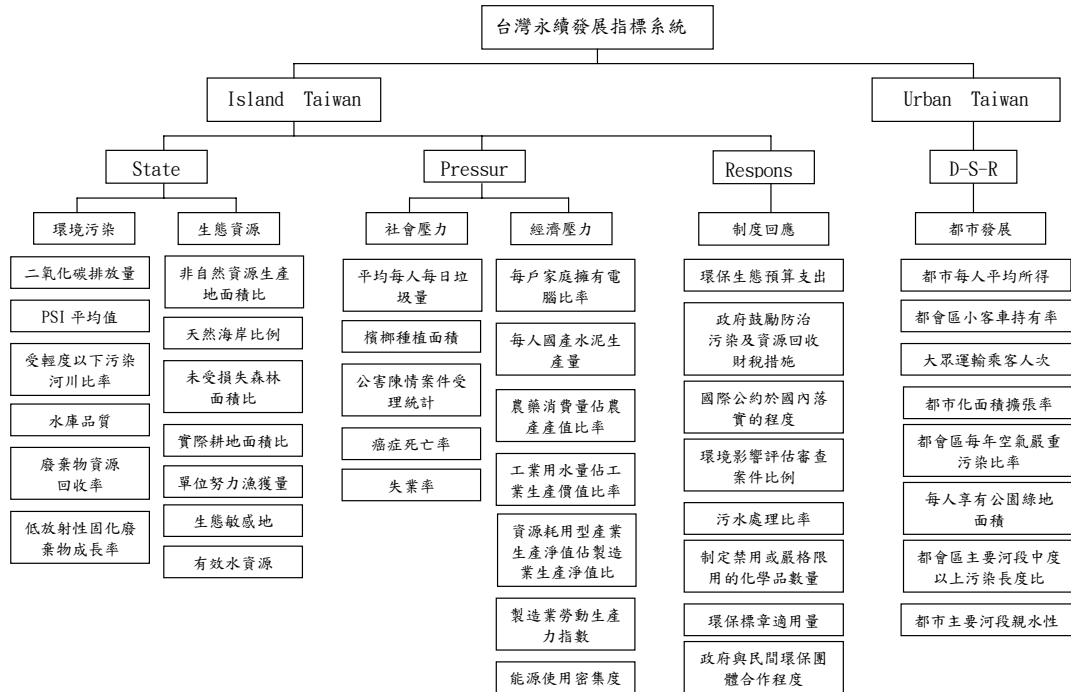 台灣永續發展指標系統
Island Taiwan
Urban Taiwan
State
Pressur
Respons
D-S-R
環境污染
生態資源
社會壓力
經濟壓力
制度回應
都市發展
二氧化碳排放量
PSI 平均值
受輕度以下污染
河川比率
水庫品質
廢棄物資源
回收率
低放射性固化廢
棄物成長率
非自然資源生產
地面積比
天然海岸比例
未受損失森林
面積比
實際耕地面積比
單位努力漁獲量
生態敏感地
有效水資源
平均每人每日垃
圾量
檳榔種植面積
公害陳情案件受
理統計
癌症死亡率
失業率
每戶家庭擁有電
腦比率
每人國產水泥生
產量
農藥消費量佔農
產產值比率
工業用水量佔工
業生產價值比率
資源耗用型產業
生產淨值佔製造
業生產淨值比
製造業勞動生產
力指數
能源使用密集度
環保生態預算支出
政府鼓勵防治
污染及資源回收
財稅措施
國際公約於國內落
實的程度
環境影響評估審查
案件比例
污水處理比率
制定禁用或嚴格限
用的化學品數量
環保標章適用量
政府與民間環保團
體合作程度
都市每人平均所得
都會區小客車持有率
大眾運輸乘客人次
都市化面積擴張率
都會區每年空氣嚴重
污染比率
每人享有公園綠地
面積
都會區主要河段中度
以上污染長度比
都市主要河段親水性